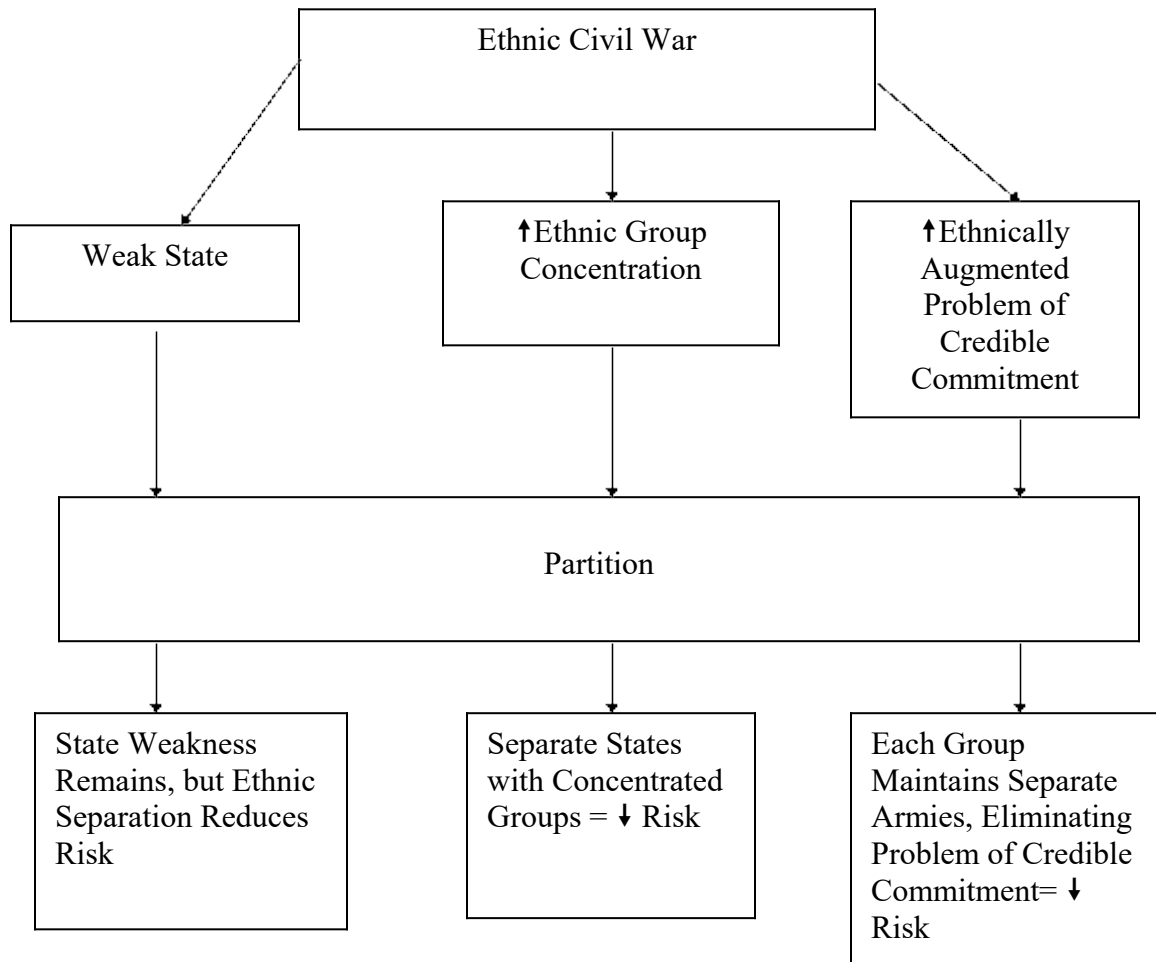 Ethnic Civil War
Weak State
↑Ethnic Group
Concentration
↑Ethnically
Augmented
Problem of
Credible
Commitment
Partition
State Weakness
Remains, but Ethnic
Separation Reduces
Risk
Separate States
with Concentrated
Groups = ↓ Risk
Each Group
Maintains Separate
Armies, Eliminating
Problem of Credible
Commitment= ↓
Risk